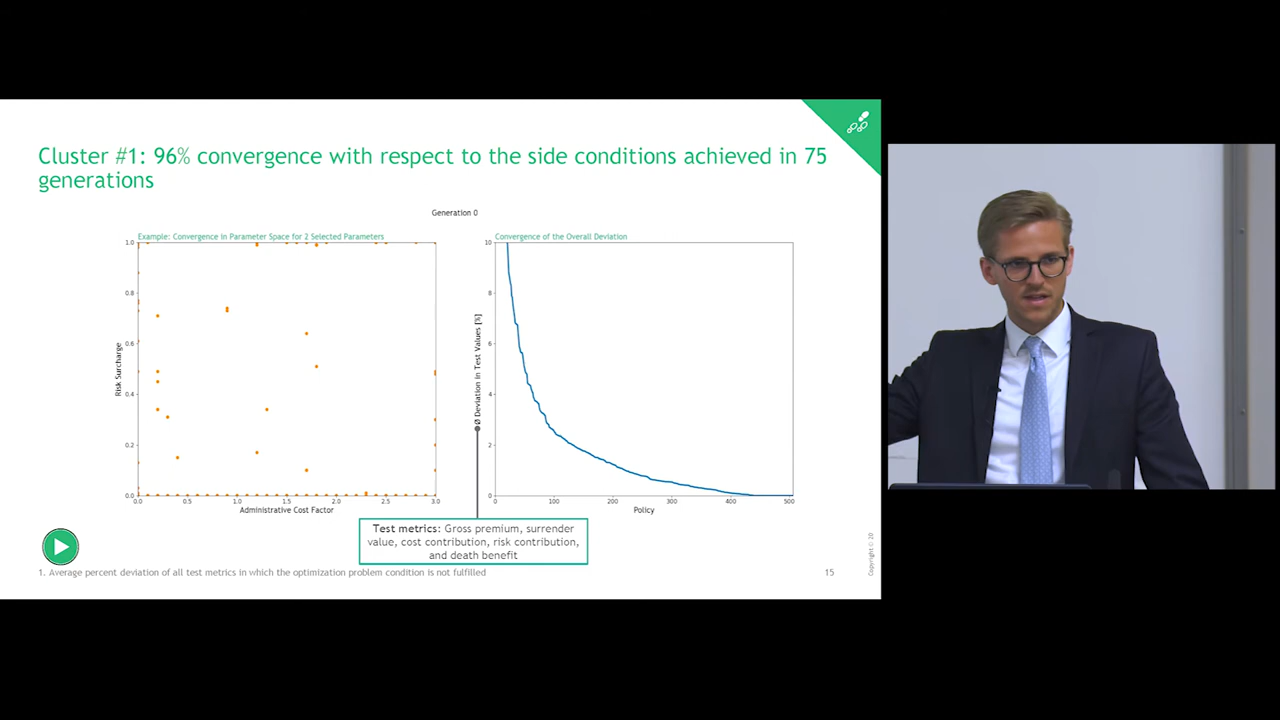 Cluster #1: 96% convergence with respect to the side conditions achieved in 75
generations
Generation 0
Example: Convergence in Parameter Space for 2 Selected Parameters
1.0
0.8
0.6
0.4
0.2
0.0
Risk Surcharge
0.0 0.5 1.0 1.5 2.0 2.5 3.0
Administrative Cost Factor
Convergence of the Overall Deviation
10
8
6
4
2
0
Ø Deviation in Test Values [%]
0 100 200 300 400 500
Policy
Test metrics: Gross premium, surrender
value, cost contribution, risk contribution,
and death benefit
1. Average percent deviation of all test metrics in which the optimization problem condition is not fulfilled
15
Copyright © 20